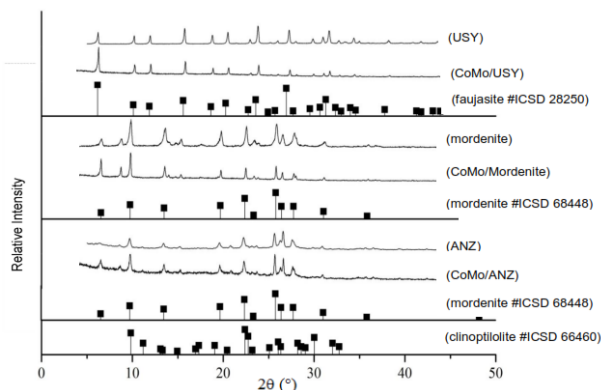 (USY)
(CoMo/USY)
(faujasite #ICSD 28250)
(mordenite)
(CoMo/Mordenite)
(mordenite #ICSD 68448)
(ANZ)
(CoMo/ANZ)
(mordenite #ICSD 68448)
(clinoptilolite #ICSD 66460)
Relative Intensity
0 10 20 30 40 50
2θ (°)